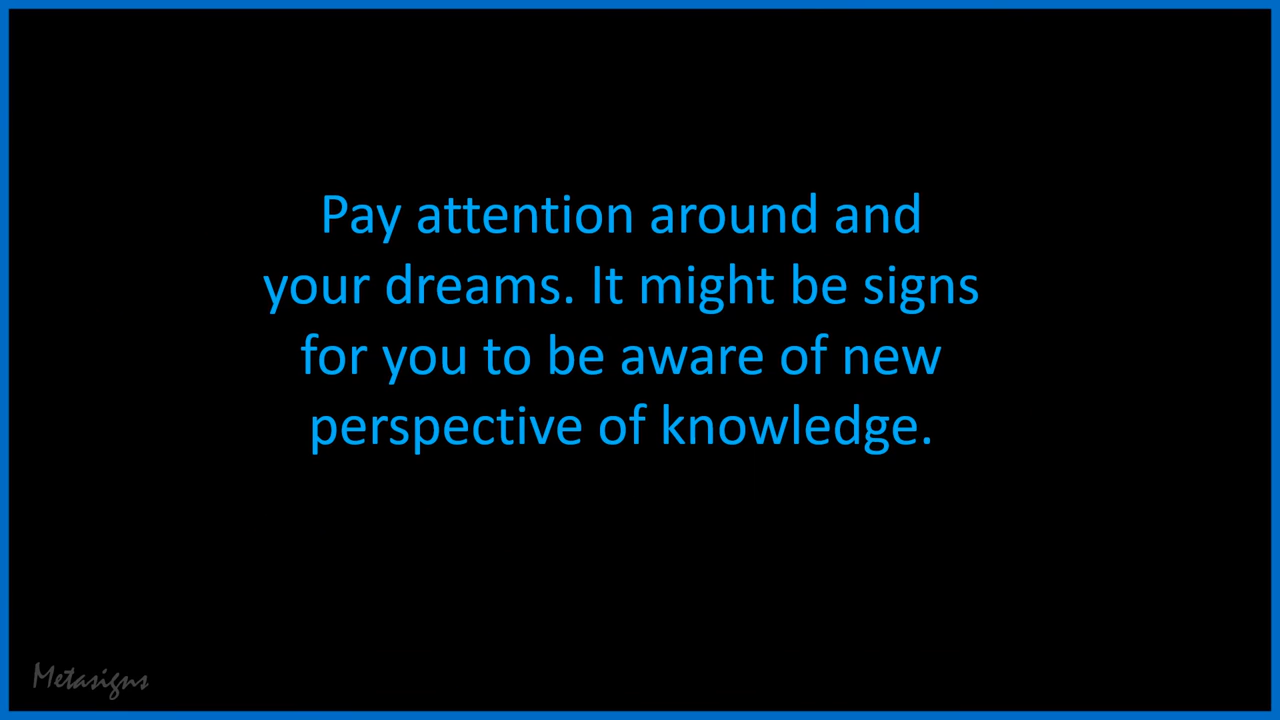 Pay attention around and
your dreams. It might be signs
for you to be aware of new
perspective of knowledge.
Metasigns